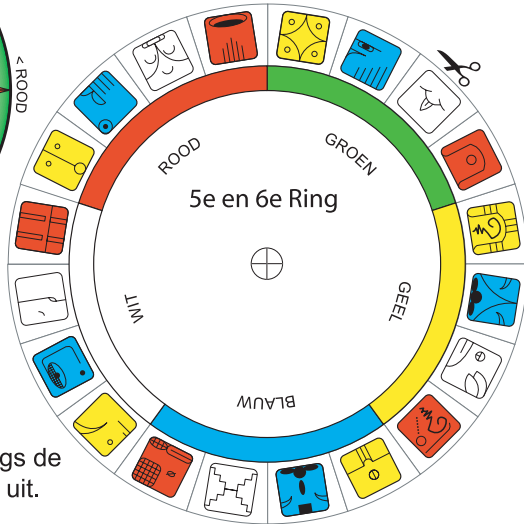 < ROOD
ROOD
GROEN
5e en 6e Ring
WIT
GEEL
BLAUW
gs de
uit.